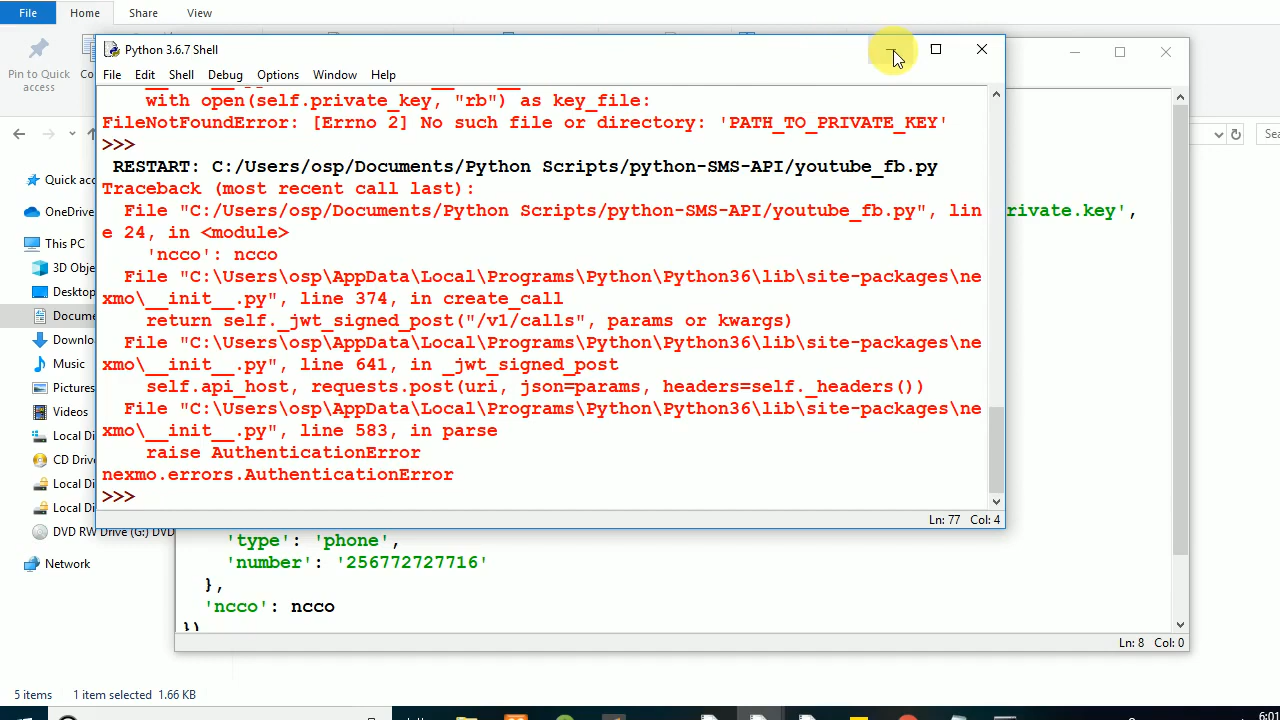 File Home Share View
Python 3.6.7 Shell
File Edit Shell Debug Options Window Help
Pin to Quick
access
with open(self.private_key, "rb") as key_file:
FileNotFoundError: [Errno 2] No such file or directory: 'PATH_TO_PRIVATE_KEY'
>>>
RESTART: C:/Users/osp/Documents/Python Scripts/python-SMS-API/youtube_fb.py
Traceback (most recent call last):
File "C:/Users/osp/Documents/Python Scripts/python-SMS-API/youtube_fb.py", lin
e 24, in <module>
'ncco': ncco
File "C:\Users\osp\AppData\Local\Programs\Python\Python36\lib\site-packages\ne
xmo\__init__.py", line 374, in create_call
return self._jwt_signed_post("/v1/calls", params or kwargs)
File "C:\Users\osp\AppData\Local\Programs\Python\Python36\lib\site-packages\ne
xmo\__init__.py", line 641, in _jwt_signed_post
self.api_host, requests.post(uri, json=params, headers=self._headers())
File "C:\Users\osp\AppData\Local\Programs\Python\Python36\lib\site-packages\ne
xmo\__init__.py", line 583, in parse
raise AuthenticationError
nexmo.errors.AuthenticationError
>>>
Ln: 77 Col: 4
rivate.key',
Quick acc
OneDrive
This PC
3D Obje
Desktop
Docume
Downlo
Music
Pictures
Videos
Local Di
CD Drive
Local Di
Local Di
DVD RW Drive (G:) DVD
Network
'type': 'phone',
'number': '256772727716'
},
'ncco': ncco
})
Ln: 8 Col: 0
5 items 1 item selected 1.66 KB